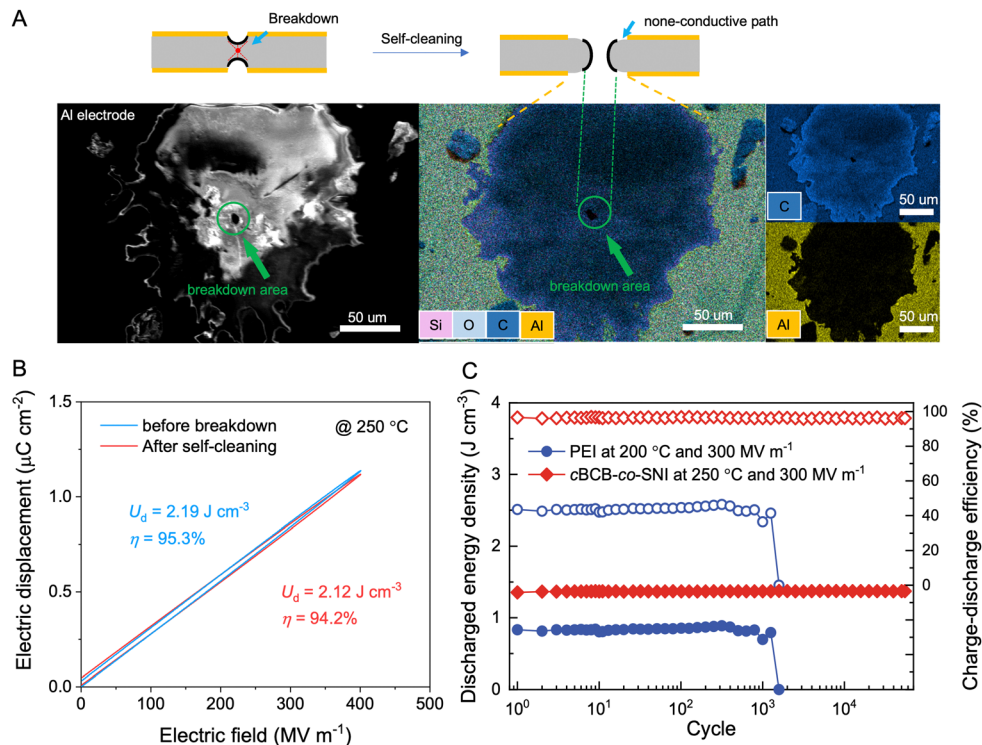 A
Breakdown
Self-cleaning
none-conductive path
Al electrode
breakdown area
50 um
breakdown area
Si O C Al
50 um
C
50 um
Al
50 um
B
Electric displacement (μC cm⁻²)
1.5
1.0
0.5
0.0
before breakdown
After self-cleaning
@ 250 °C
U_d = 2.19 J cm⁻³
η = 95.3%
U_d = 2.12 J cm⁻³
η = 94.2%
0 100 200 300 400 500
Electric field (MV m⁻¹)
C
Discharged energy density (J cm⁻³)
4
3
2
1
0
PEI at 200 °C and 300 MV m⁻¹
cBCB-co-SNI at 250 °C and 300 MV m⁻¹
100
80
60
40
20
0
Charge-discharge efficiency (%)
10⁰ 10¹ 10² 10³ 10⁴
Cycle